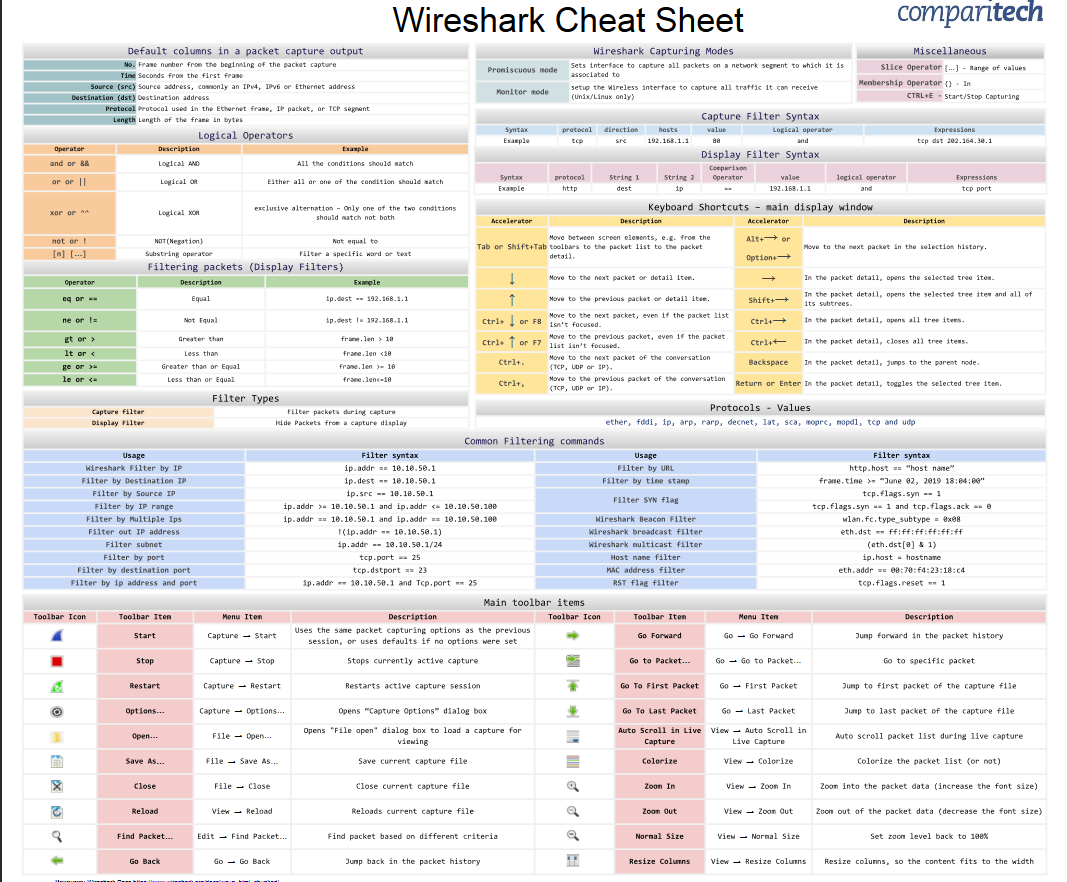 Wireshark Cheat Sheet
comparitech
Default columns in a packet capture output
No. Frame number from the beginning of the packet capture
Time Seconds from the first frame
Source (src) Source address, commonly an IPv4, IPv6 or Ethernet address
Destination (dst) Destination address
Protocol Protocol used in the Ethernet frame, IP packet, or TCP segment
Length Length of the frame in bytes
Logical Operators
Operator Description Example
and or && Logical AND All the conditions should match
or or || Logical OR Either all or one of the condition should match
xor or ^^ Logical XOR exclusive alternation – Only one of the two conditions
should match not both
not or ! NOT(Negation) Not equal to
[n] […] Substring operator Filter a specific word or text
Filtering packets (Display Filters)
Operator Description Example
eq or == Equal ip.dest == 192.168.1.1
ne or != Not Equal ip.dest != 192.168.1.1
gt or > Greater than frame.len > 10
lt or < Less than frame.len <10
ge or >= Greater than or Equal frame.len >= 10
le or <= Less than or Equal frame.len<=10
Filter Types
Capture filter Filter packets during capture
Display Filter Hide Packets from a capture display
Wireshark Capturing Modes
Promiscuous mode Sets interface to capture all packets on a network segment to which it is
associated to
Monitor mode setup the Wireless interface to capture all traffic it can receive
(Unix/Linux only)
Miscellaneous
Slice Operator […] - Range of values
Membership Operator {} - In
CTRL+E - Start/Stop Capturing
Capture Filter Syntax
Syntax protocol direction hosts value Logical operator Expressions
Example tcp src 192.168.1.1 80 and tcp dst 202.164.30.1
Display Filter Syntax
Syntax protocol String 1 String 2 Comparison Operator value logical operator Expressions
Example http dest ip == 192.168.1.1 and tcp port
Keyboard Shortcuts – main display window
Accelerator Description Accelerator Description
Tab or Shift+Tab Move between screen elements, e.g. from the
toolbars to the packet list to the packet
detail.
Alt+→ or
Option+→ Move to the next packet in the selection history.
↓ Move to the next packet or detail item.
→ In the packet detail, opens the selected tree item.
↑ Move to the previous packet or detail item.
Shift+→ In the packet detail, opens the selected tree item and all of
its subtrees.
Ctrl+ ↓ or F8 Move to the next packet, even if the packet list
isn’t focused.
Ctrl+→ In the packet detail, opens all tree items.
Ctrl+ ↑ or F7 Move to the previous packet, even if the packet
list isn’t focused.
Ctrl+← In the packet detail, closes all tree items.
Ctrl+. Move to the next packet of the conversation
(TCP, UDP or IP).
Backspace In the packet detail, jumps to the parent node.
Ctrl+, Move to the previous packet of the conversation
(TCP, UDP or IP).
Return or Enter In the packet detail, toggles the selected tree item.
Protocols - Values
ether, fddi, ip, arp, rarp, decnet, lat, sca, moprc, mopdl, tcp and udp
Common Filtering commands
Usage Filter syntax Usage Filter syntax
Wireshark Filter by IP ip.addr == 10.10.50.1 Filter by URL http.host == “host name”
Filter by Destination IP ip.dest == 10.10.50.1 Filter by time stamp frame.time >= “June 02, 2019 18:04:00”
Filter by Source IP ip.src == 10.10.50.1 Filter SYN flag tcp.flags.syn == 1
Filter by IP range ip.addr >= 10.10.50.1 and ip.addr <= 10.10.50.100 tcp.flags.syn == 1 and tcp.flags.ack == 0
Filter by Multiple Ips ip.addr == 10.10.50.1 and ip.addr == 10.10.50.100 Wireshark Beacon Filter wlan.fc.type_subtype = 0x08
Filter out IP address !(ip.addr == 10.10.50.1) Wireshark broadcast filter eth.dst == ff:ff:ff:ff:ff:ff
Filter subnet ip.addr == 10.10.50.1/24 Wireshark multicast filter (eth.dst[0] & 1)
Filter by port tcp.port == 25 Host name filter ip.host = hostname
Filter by destination port tcp.dstport == 23 MAC address filter eth.addr == 00:70:f4:23:18:c4
Filter by ip address and port ip.addr == 10.10.50.1 and Tcp.port == 25 RST flag filter tcp.flags.reset == 1
Main toolbar items
Toolbar Icon Toolbar Item Menu Item Description Toolbar Icon Toolbar Item Menu Item Description
Start Capture → Start Uses the same packet capturing options as the previous
session, or uses defaults if no options were set
Go Forward Go → Go Forward Jump forward in the packet history
Stop Capture → Stop Stops currently active capture Go to Packet… Go → Go to Packet… Go to specific packet
Restart Capture → Restart Restarts active capture session Go To First Packet Go → First Packet Jump to first packet of the capture file
Options… Capture → Options… Opens “Capture Options” dialog box Go To Last Packet Go → Last Packet Jump to last packet of the capture file
Open… File → Open… Opens "File open" dialog box to load a capture for
viewing
Auto Scroll in Live
Capture View → Auto Scroll in
Live Capture Auto scroll packet list during live capture
Save As… File → Save As… Save current capture file Colorize View → Colorize Colorize the packet list (or not)
Close File → Close Close current capture file Zoom In View → Zoom In Zoom into the packet data (increase the font size)
Reload View → Reload Reloads current capture file Zoom Out View → Zoom Out Zoom out of the packet data (decrease the font size)
Find Packet… Edit → Find Packet… Find packet based on different criteria Normal Size View → Normal Size Set zoom level back to 100%
Go Back Go → Go Back Jump back in the packet history Resize Columns View → Resize Columns Resize columns, so the content fits to the width